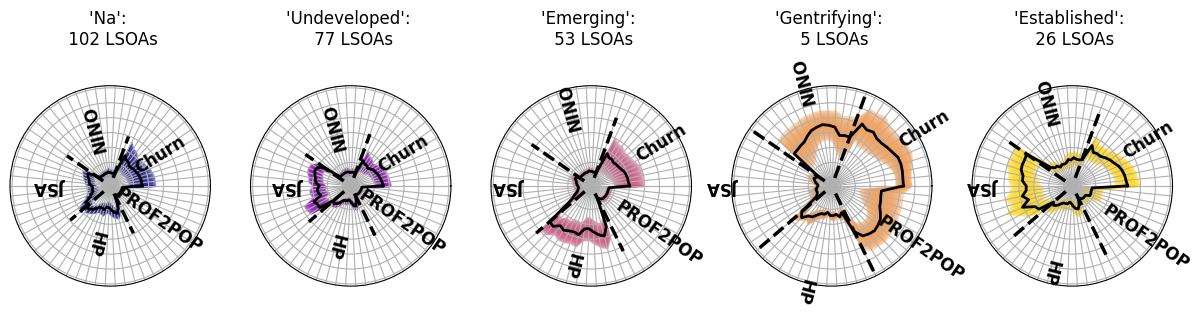 'Na':
102 LSOAs
NINO
Churn
JSA
HP
PROF2POP
'Undeveloped':
77 LSOAs
NINO
Churn
JSA
HP
PROF2POP
'Emerging':
53 LSOAs
NINO
Churn
JSA
HP
PROF2POP
'Gentrifying':
5 LSOAs
NINO
Churn
JSA
HP
PROF2POP
'Established':
26 LSOAs
NINO
Churn
JSA
HP
PROF2POP